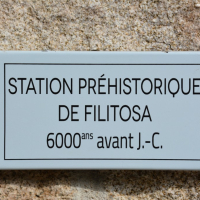 STATION PRÉHISTORIQUE
DE FILITOSA
6000ans avant J.-C.